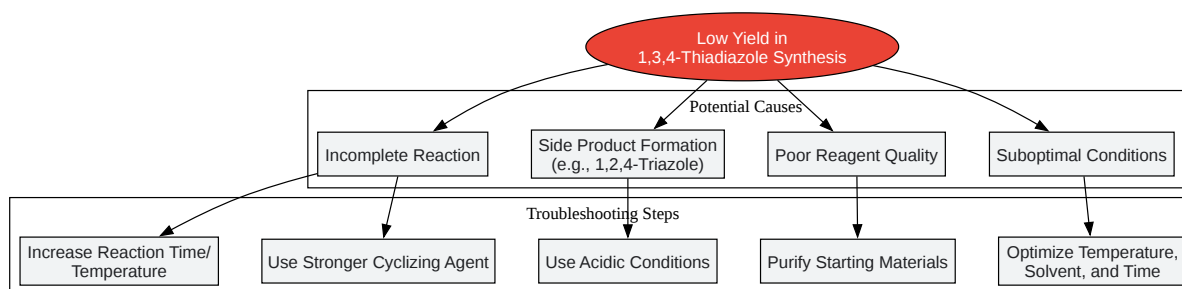 Low Yield in
1,3,4-Thiadiazole Synthesis
Potential Causes
Incomplete Reaction
Side Product Formation
(e.g., 1,2,4-Triazole)
Poor Reagent Quality
Suboptimal Conditions
Troubleshooting Steps
Increase Reaction Time/
Temperature
Use Stronger Cyclizing Agent
Use Acidic Conditions
Purify Starting Materials
Optimize Temperature,
Solvent, and Time